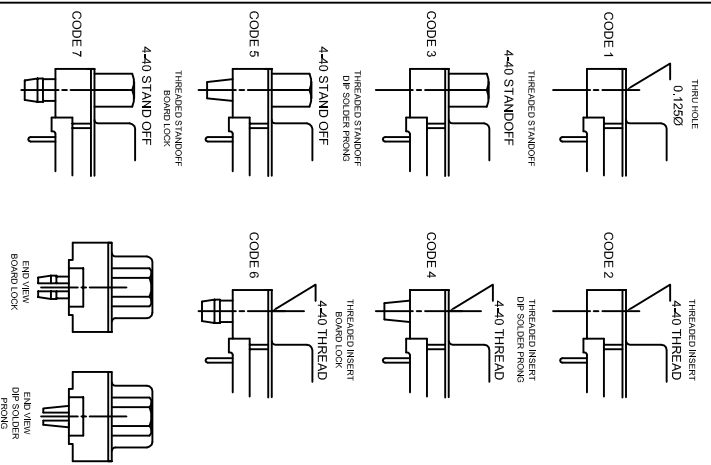 CODE 1
THRU HOLE
0.125Ø
CODE 2
THREADED INSERT
4-40 THREAD
CODE 3
THREADED STANDOFF
4-40 STANDOFF
CODE 4
THREADED INSERT
DIP SOLDER PRONG
4-40 THREAD
CODE 5
THREADED STANDOFF
DIP SOLDER PRONG
4-40 STAND OFF
CODE 6
THREADED INSERT
BOARD LOCK
4-40 THREAD
CODE 7
THREADED STANDOFF
BOARD LOCK
4-40 STAND OFF
END VIEW
BOARD LOCK
END VIEW
DIP SOLDER
PRONG